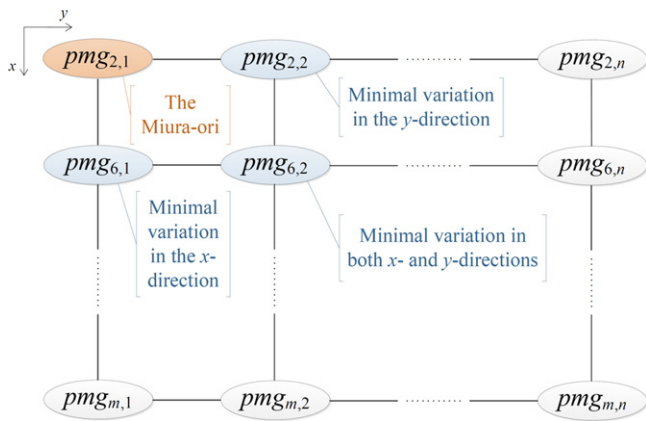 y
x
pmg2,1
pmg2,2
pmg2,n
The
Miura-ori
Minimal variation
in the y-direction
pmg6,1
pmg6,2
pmg6,n
Minimal
variation
in the x-
direction
Minimal variation in
both x- and y-directions
pmgm,1
pmgm,2
pmgm,n